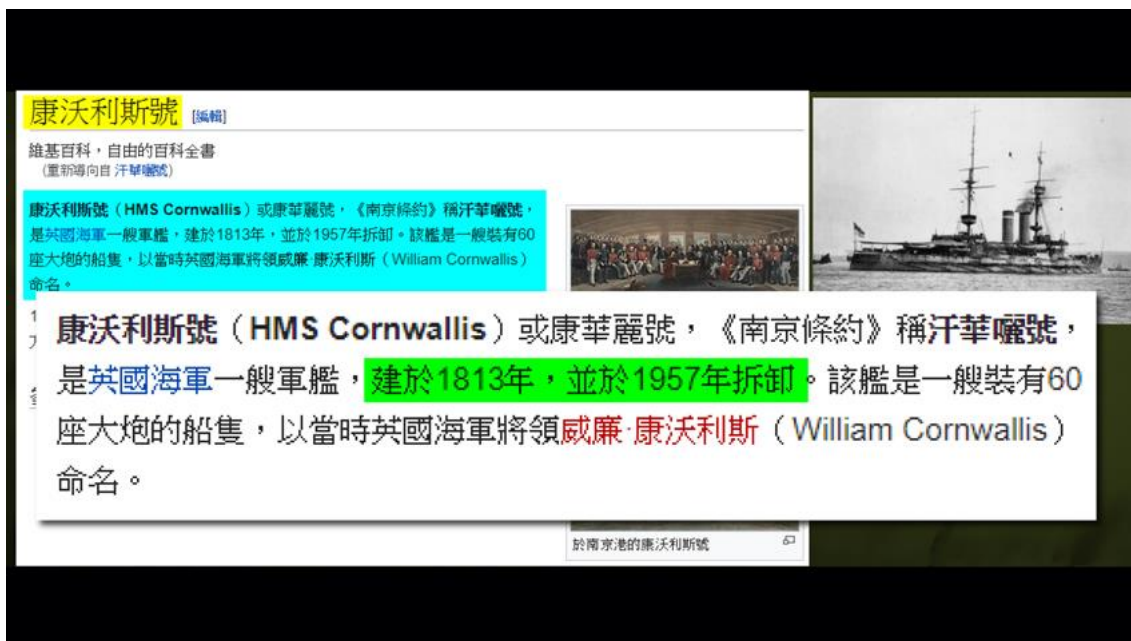 康沃利斯號 [編輯]
維基百科，自由的百科全書
（重新導向自 汗華囇號）
康沃利斯號（HMS Cornwallis）或康華麗號，《南京條約》稱汗華囇號，
是英國海軍一艘軍艦，建於1813年，並於1957年拆卸。該艦是一艘裝有60
座大炮的船隻，以當時英國海軍將領威廉·康沃利斯（William Cornwallis）
命名。
康沃利斯號（HMS Cornwallis）或康華麗號，《南京條約》稱汗華囇號，
是英國海軍一艘軍艦，建於1813年，並於1957年拆卸。該艦是一艘裝有60
座大炮的船隻，以當時英國海軍將領威廉·康沃利斯（William Cornwallis）
命名。
於南京港的康沃利斯號